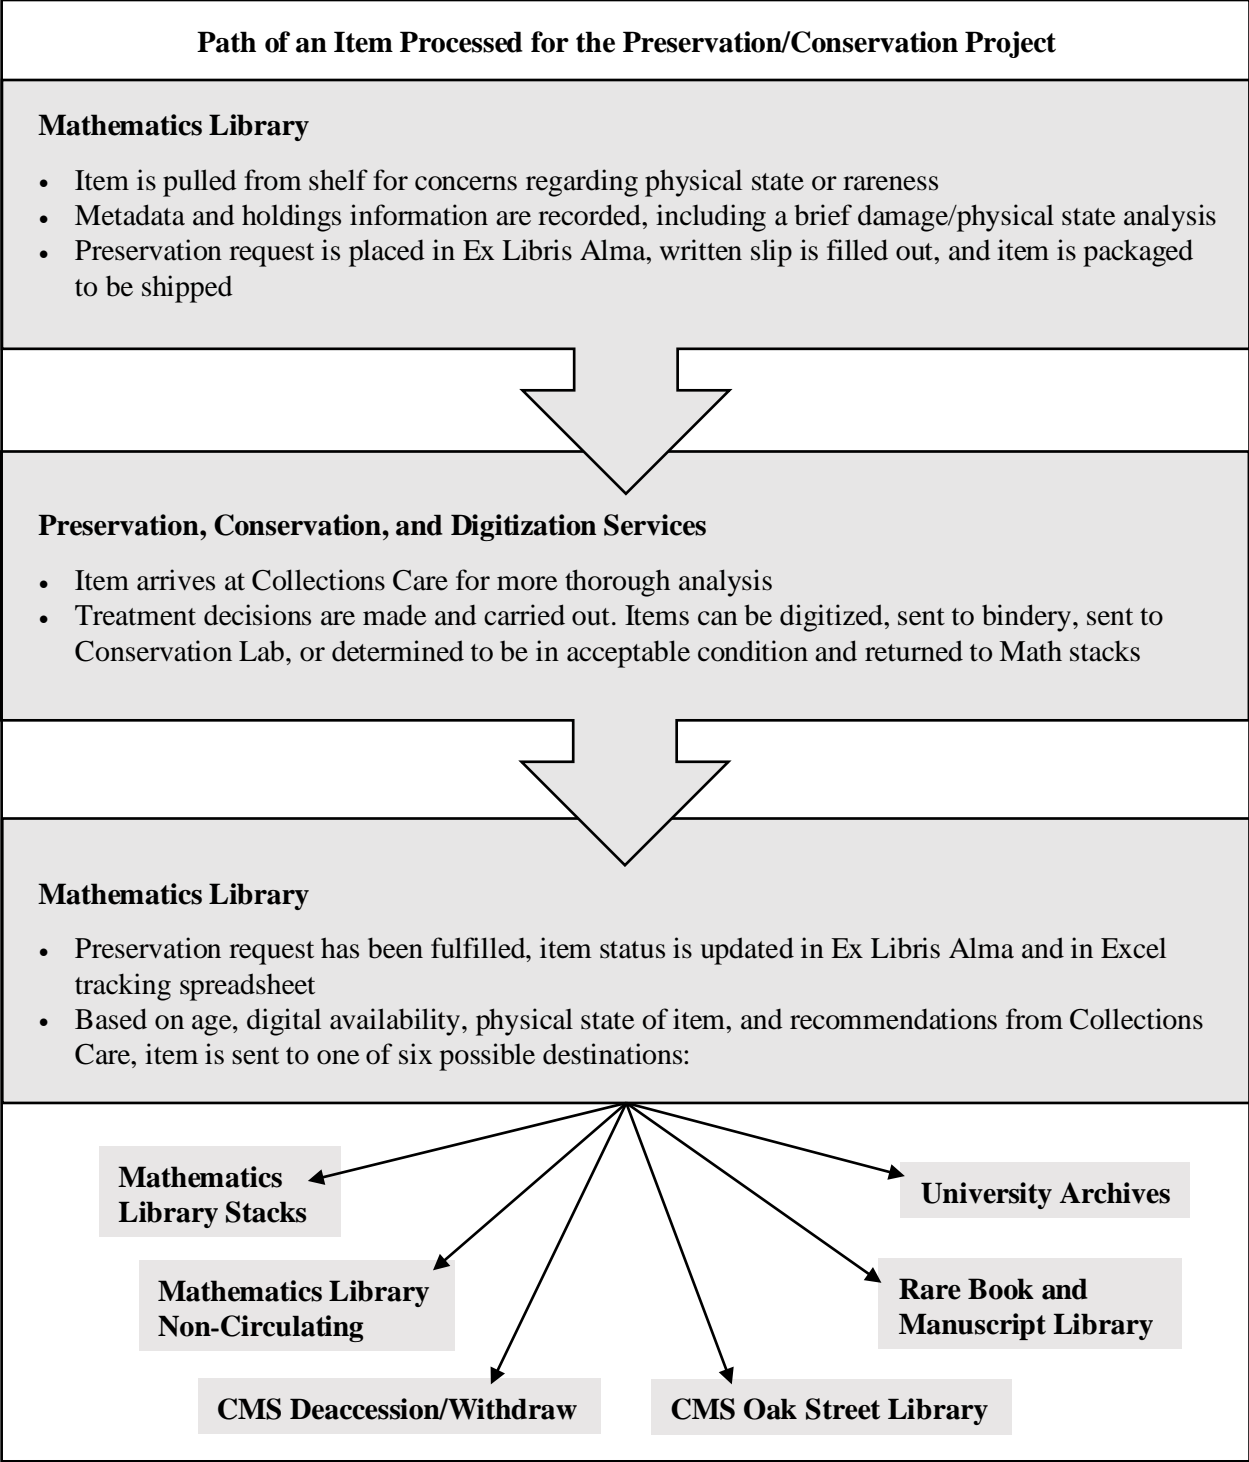 Path of an Item Processed for the Preservation/Conservation Project
Mathematics Library
• Item is pulled from shelf for concerns regarding physical state or rareness
• Metadata and holdings information are recorded, including a brief damage/physical state analysis
• Preservation request is placed in Ex Libris Alma, written slip is filled out, and item is packaged
to be shipped
Preservation, Conservation, and Digitization Services
• Item arrives at Collections Care for more thorough analysis
• Treatment decisions are made and carried out. Items can be digitized, sent to bindery, sent to
Conservation Lab, or determined to be in acceptable condition and returned to Math stacks
Mathematics Library
• Preservation request has been fulfilled, item status is updated in Ex Libris Alma and in Excel
tracking spreadsheet
• Based on age, digital availability, physical state of item, and recommendations from Collections
Care, item is sent to one of six possible destinations:
Mathematics
Library Stacks
University Archives
Mathematics Library
Non-Circulating
Rare Book and
Manuscript Library
CMS Deaccession/Withdraw
CMS Oak Street Library